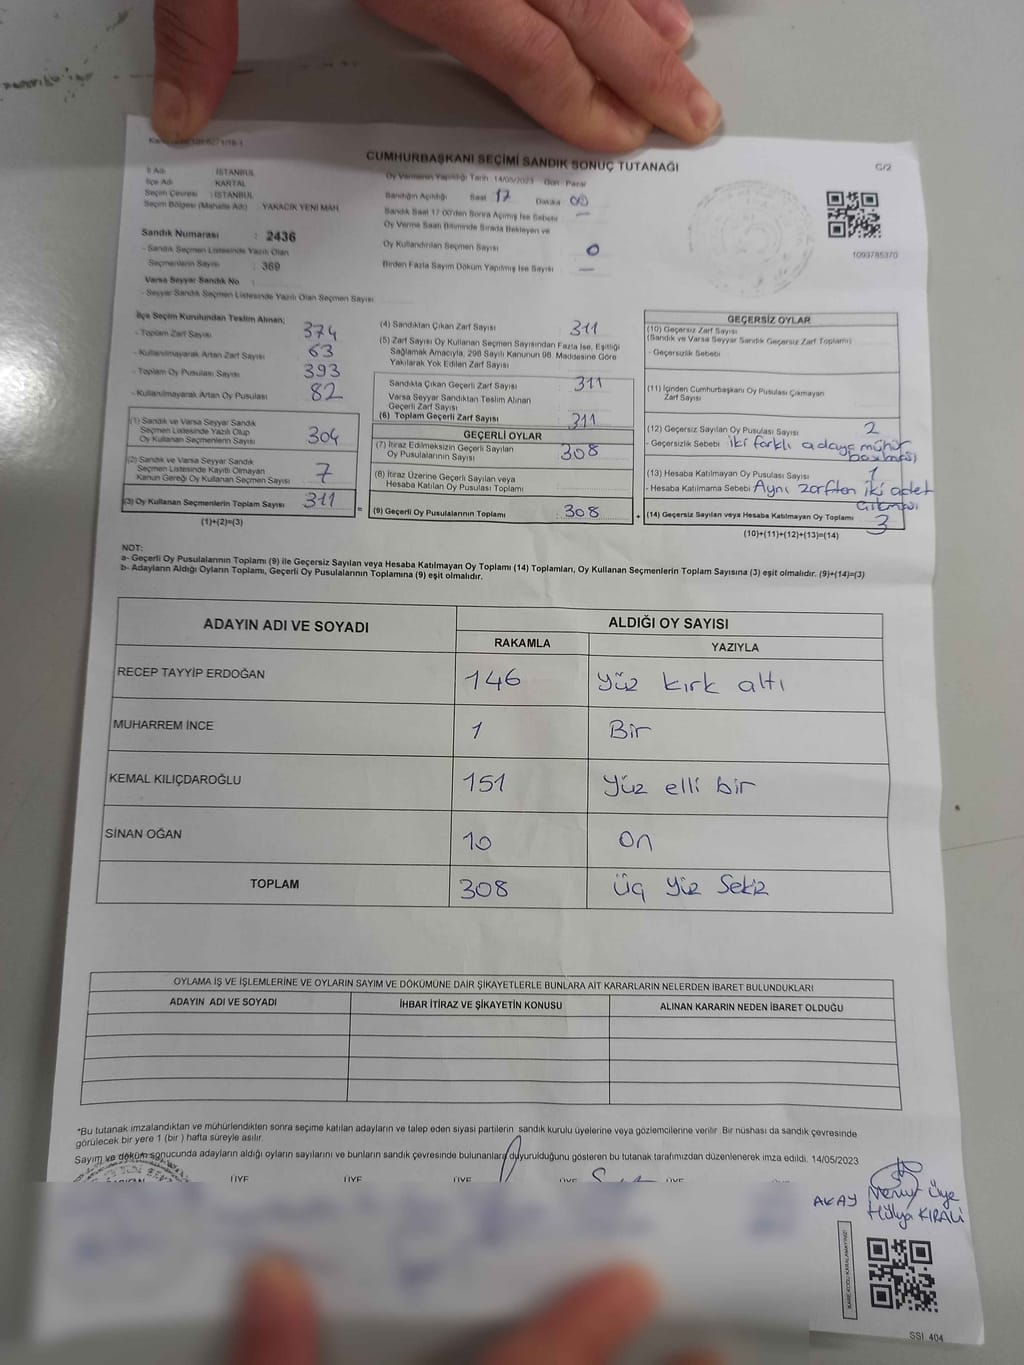 CUMHURBAŞKANI SEÇİMİ SANDIK SONUÇ TUTANAĞI
G/2
İl Adı : İSTANBUL
İlçe Adı : KARTAL
Seçim Çevresi : İSTANBUL
Seçim Bölgesi (Mahalle Adı) : YAKACIK YENİ MAH.
Sandık Numarası : 2436
- Sandık Seçmen Listesinde Yazılı Olan
Seçmenlerin Sayısı : 369
Varsa Seyyar Sandık No :
- Seyyar Sandık Seçmen Listesinde Yazılı Olan Seçmen Sayısı
Oy Vermenin Yapıldığı Tarih 14/05/2023 Gün : Pazar
Sandığın Açıldığı Saat 17 Dakika 00
Sandık Saat 17:00'den Sonra Açılmış İse Sebebi —
Oy Verme Saati Bitiminde Sırada Bekleyen ve
Oy Kullandırılan Seçmen Sayısı 0
Birden Fazla Sayım Döküm Yapılmış İse Sayısı —
1093785370
İlçe Seçim Kurulundan Teslim Alınan;
- Toplam Zarf Sayısı 374
- Kullanılmayarak Artan Zarf Sayısı 63
- Toplam Oy Pusulası Sayısı 393
- Kullanılmayarak Artan Oy Pusulası 82
(1) Sandık ve Varsa Seyyar Sandık
Seçmen Listesinde Yazılı Olup
Oy Kullanan Seçmenlerin Sayısı 304
(2) Sandık ve Varsa Seyyar Sandık
Seçmen Listesinde Kayıtlı Olmayan
Kanun Gereği Oy Kullanan Seçmen Sayısı 7
(3) Oy Kullanan Seçmenlerin Toplam Sayısı 311
(1)+(2)=(3)
(4) Sandıktan Çıkan Zarf Sayısı 311
(5) Zarf Sayısı Oy Kullanan Seçmen Sayısından Fazla İse, Eşitliği
Sağlamak Amacıyla, 298 Sayılı Kanunun 98. Maddesine Göre
Yakılarak Yok Edilen Zarf Sayısı
Sandıkta Çıkan Geçerli Zarf Sayısı 311
Varsa Seyyar Sandıktan Teslim Alınan
Geçerli Zarf Sayısı
(6) Toplam Geçerli Zarf Sayısı 311
GEÇERLİ OYLAR
(7) İtiraz Edilmeksizin Geçerli Sayılan
Oy Pusulalarının Sayısı 308
(8) İtiraz Üzerine Geçerli Sayılan veya
Hesaba Katılan Oy Pusulası Toplamı
(9) Geçerli Oy Pusulalarının Toplamı 308
GEÇERSİZ OYLAR
(10) Geçersiz Zarf Sayısı
(Sandık ve Varsa Seyyar Sandık Geçersiz Zarf Toplamı)
- Geçersizlik Sebebi
(11) İçinden Cumhurbaşkanı Oy Pusulası Çıkmayan
Zarf Sayısı
(12) Geçersiz Sayılan Oy Pusulası Sayısı 2
- Geçersizlik Sebebi iki farklı adaya mühür
basılması
(13) Hesaba Katılmayan Oy Pusulası Sayısı 1
- Hesaba Katılmama Sebebi Aynı zarftan iki adet
çıkması
(14) Geçersiz Sayılan veya Hesaba Katılmayan Oy Toplamı 3
(10)+(11)+(12)+(13)=(14)
NOT:
a- Geçerli Oy Pusulalarının Toplamı (9) ile Geçersiz Sayılan veya Hesaba Katılmayan Oy Toplamı (14) Toplamları, Oy Kullanan Seçmenlerin Toplam Sayısına (3) eşit olmalıdır. (9)+(14)=(3)
b- Adayların Aldığı Oyların Toplamı, Geçerli Oy Pusulalarının Toplamına (9) eşit olmalıdır.
ADAYIN ADI VE SOYADI
ALDIĞI OY SAYISI
RAKAMLA YAZIYLA
RECEP TAYYİP ERDOĞAN 146 Yüz kırk altı
MUHARREM İNCE 1 Bir
KEMAL KILIÇDAROĞLU 151 Yüz elli bir
SİNAN OĞAN 10 On
TOPLAM 308 Üç Yüz Sekiz
OYLAMA İŞ VE İŞLEMLERİNE VE OYLARIN SAYIM VE DÖKÜMÜNE DAİR ŞİKAYETLERLE BUNLARA AİT KARARLARIN NELERDEN İBARET BULUNDUKLARI
ADAYIN ADI VE SOYADI İHBAR İTİRAZ VE ŞİKAYETİN KONUSU ALINAN KARARIN NEDEN İBARET OLDUĞU
*Bu tutanak imzalandıktan ve mühürlendikten sonra seçime katılan adayların ve talep eden siyasi partilerin sandık kurulu üyelerine veya gözlemcilerine verilir. Bir nüshası da sandık çevresinde
görülecek bir yere 1 (bir) hafta süreyle asılır.
Sayım ve döküm sonucunda adayların aldığı oyların sayılarını ve bunların sandık çevresinde bulunanlara duyurulduğunu gösteren bu tutanak tarafımızdan düzenlenerek imza edildi. 14/05/2023
ÜYE ÜYE ÜYE ÜYE ÜYE ÜYE
AKAY Memur Üye
Hülya KIRALİ
SSI 404